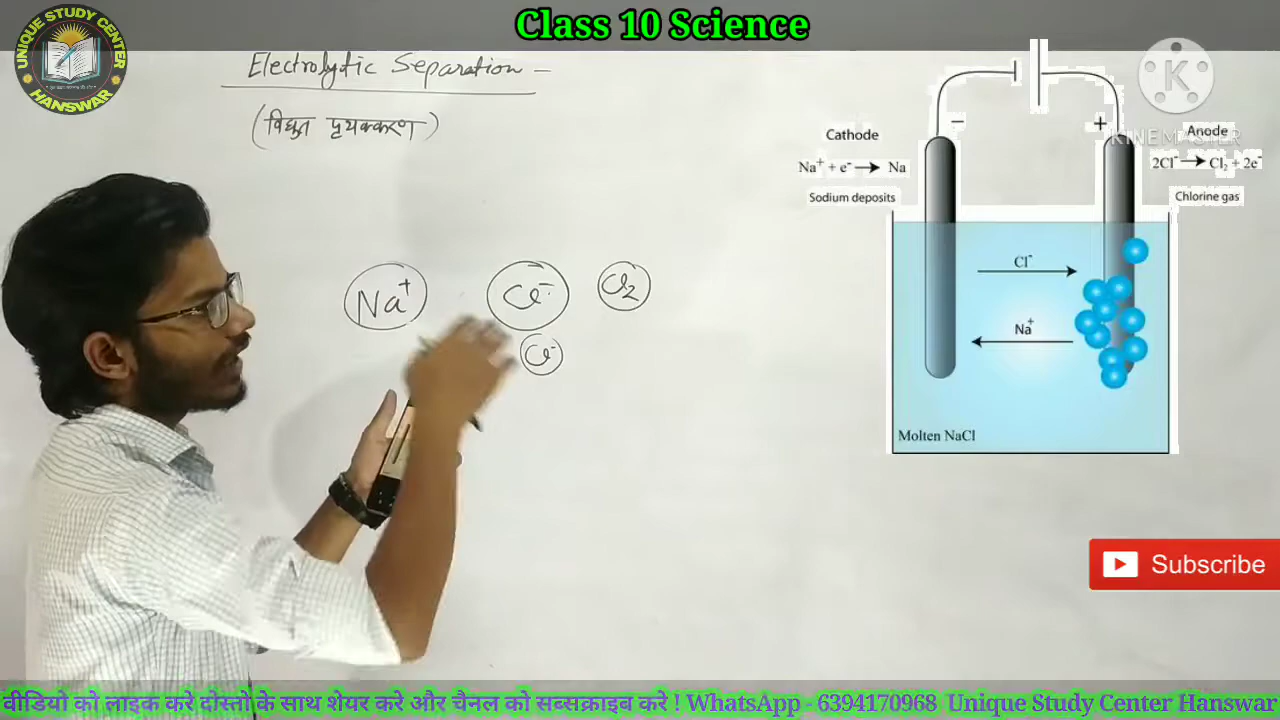 Class 10 Science
UNIQUE STUDY CENTER
HANSWAR
Electrolytic Separation -
(विद्युत पृथक्करण)
Na⁺
Cl⁻
Cl₂
Cl⁻
K
KINEMASTER
−
+
Cathode
Na⁺ + e⁻ → Na
Sodium deposits
Anode
2Cl⁻ → Cl₂ + 2e⁻
Chlorine gas
Cl⁻
Na⁺
Molten NaCl
Subscribe
वीडियो को लाइक करे दोस्तो के साथ शेयर करे और चैनल को सब्सक्राइब करे ! WhatsApp - 6394170968 Unique Study Center Hanswar